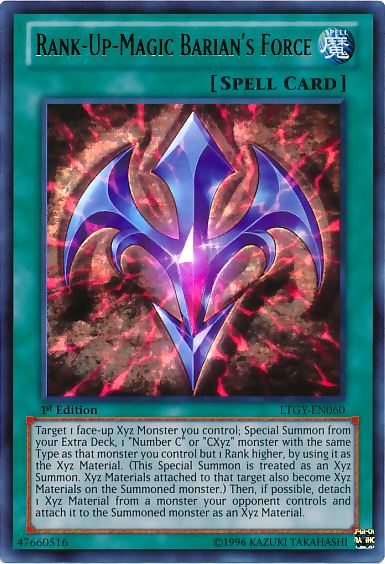 Rank-Up-Magic Barian's Force
SPELL
魔
[Spell Card]
1st Edition
LTGY-EN060
Target 1 face-up Xyz Monster you control; Special Summon from
your Extra Deck, 1 "Number C" or "CXyz" monster with the same
Type as that monster you control but 1 Rank higher, by using it as
the Xyz Material. (This Special Summon is treated as an Xyz
Summon. Xyz Materials attached to that target also become Xyz
Materials on the Summoned monster.) Then, if possible, detach
1 Xyz Material from a monster your opponent controls and
attach it to the Summoned monster as an Xyz Material.
47660516
©1996 KAZUKI TAKAHASHI